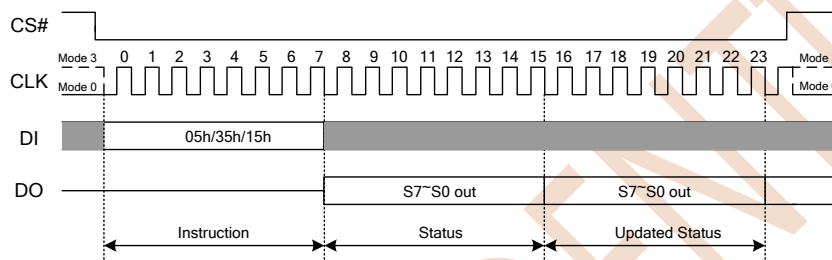 CS#
Mode 3 0 1 2 3 4 5 6 7 8 9 10 11 12 13 14 15 16 17 18 19 20 21 22 23 Mode
CLK
Mode 0 Mode
DI 05h/35h/15h
DO S7~S0 out S7~S0 out
Instruction Status Updated Status